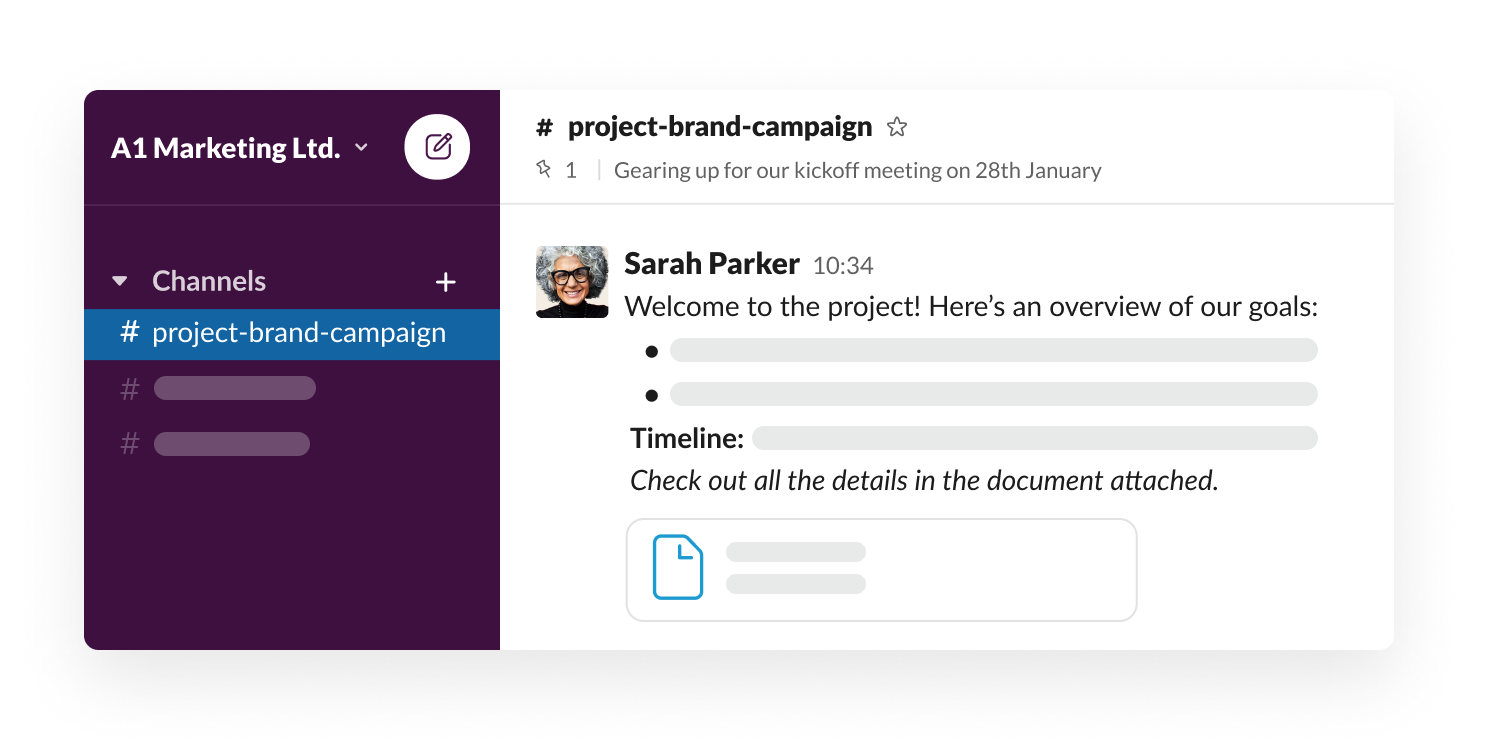 A1 Marketing Ltd.
Channels
# project-brand-campaign
#
#
# project-brand-campaign
1 | Gearing up for our kickoff meeting on 28th January
Sarah Parker 10:34
Welcome to the project! Here’s an overview of our goals:
•
•
Timeline:
Check out all the details in the document attached.